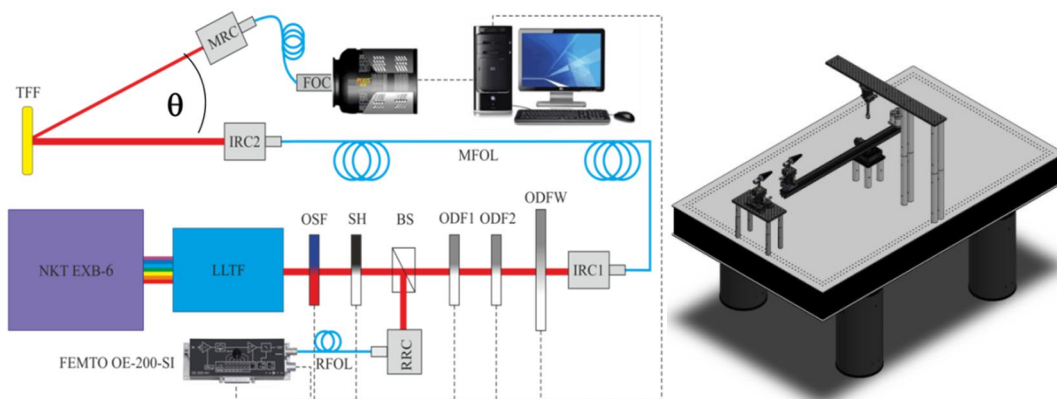 MRC
TFF
FOC
θ
IRC2
MFOL
OSF
SH
BS
ODF1
ODF2
ODFW
NKT EXB-6
LLTF
IRC1
FEMTO OE-200-SI
RFOL
RRC